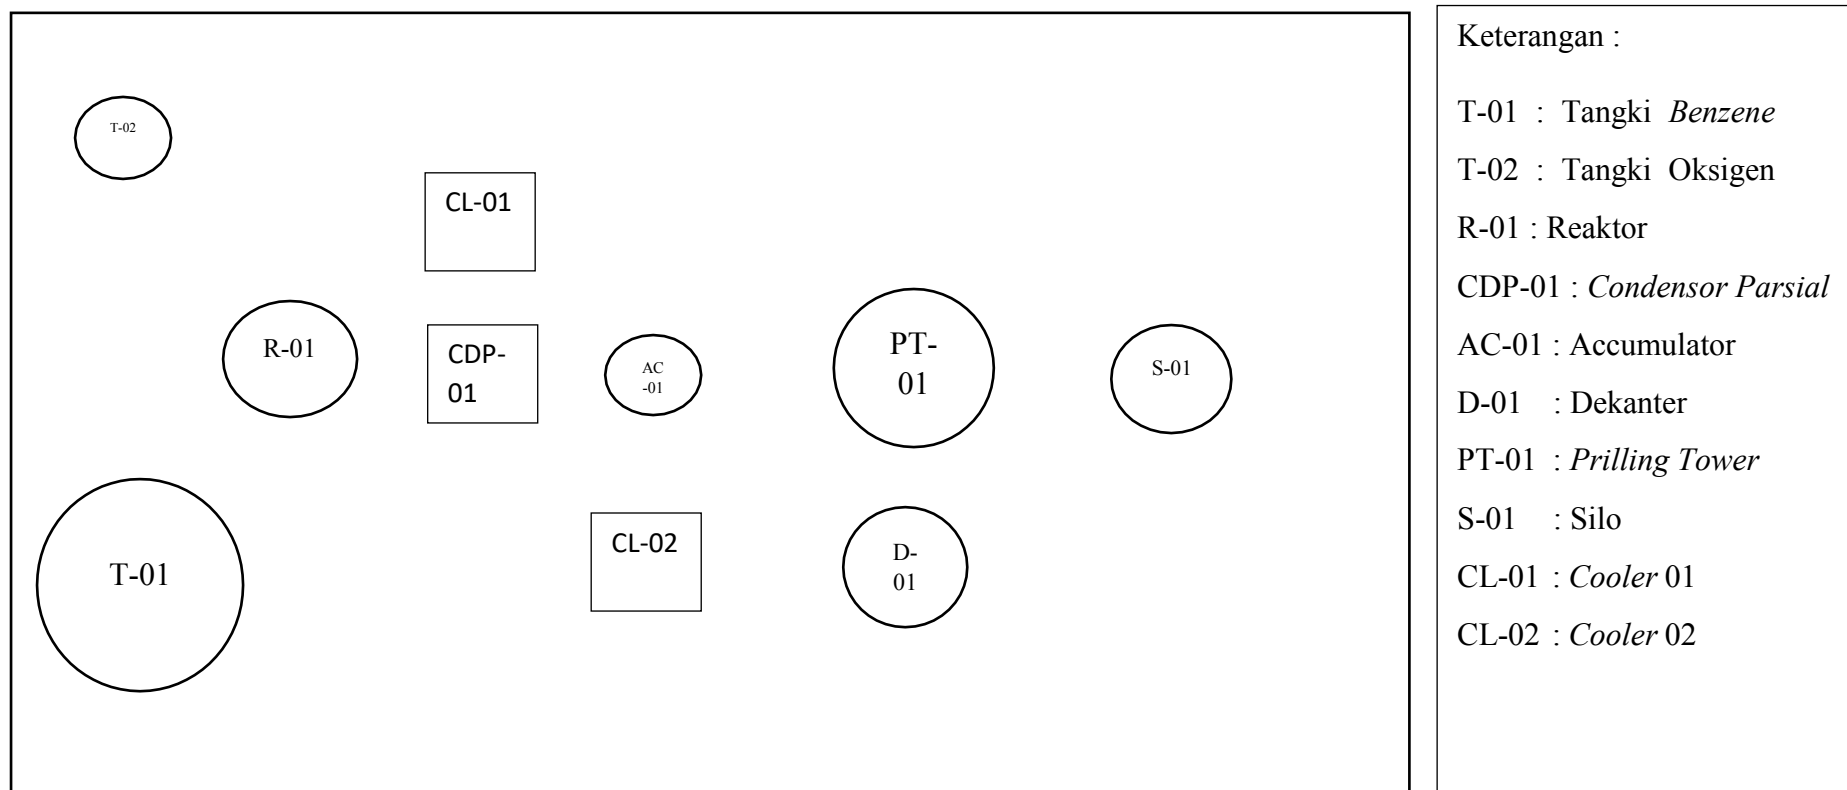 T-02
CL-01
R-01
CDP-
01
AC
-01
PT-
01
S-01
T-01
CL-02
D-
01
Keterangan :
T-01 : Tangki Benzene
T-02 : Tangki Oksigen
R-01 : Reaktor
CDP-01 : Condensor Parsial
AC-01 : Accumulator
D-01 : Dekanter
PT-01 : Prilling Tower
S-01 : Silo
CL-01 : Cooler 01
CL-02 : Cooler 02